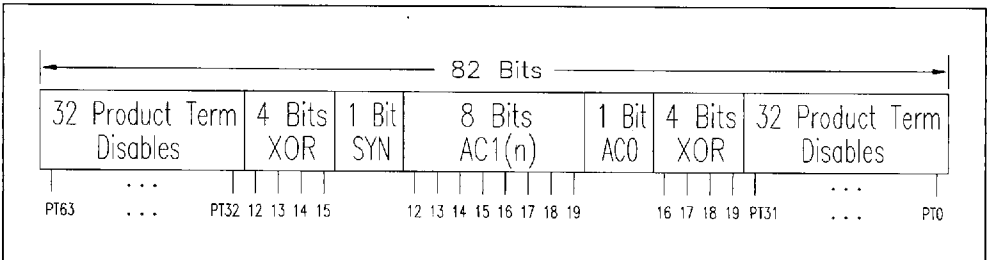 82 Bits
32 Product Term 4 Bits 1 Bit 8 Bits 1 Bit 4 Bits 32 Product Term
Disables XOR SYN AC1(n) AC0 XOR Disables
... ...
PT63 ... PT32 12 13 14 15 12 13 14 15 16 17 18 19 16 17 18 19 PT31 ... PT0